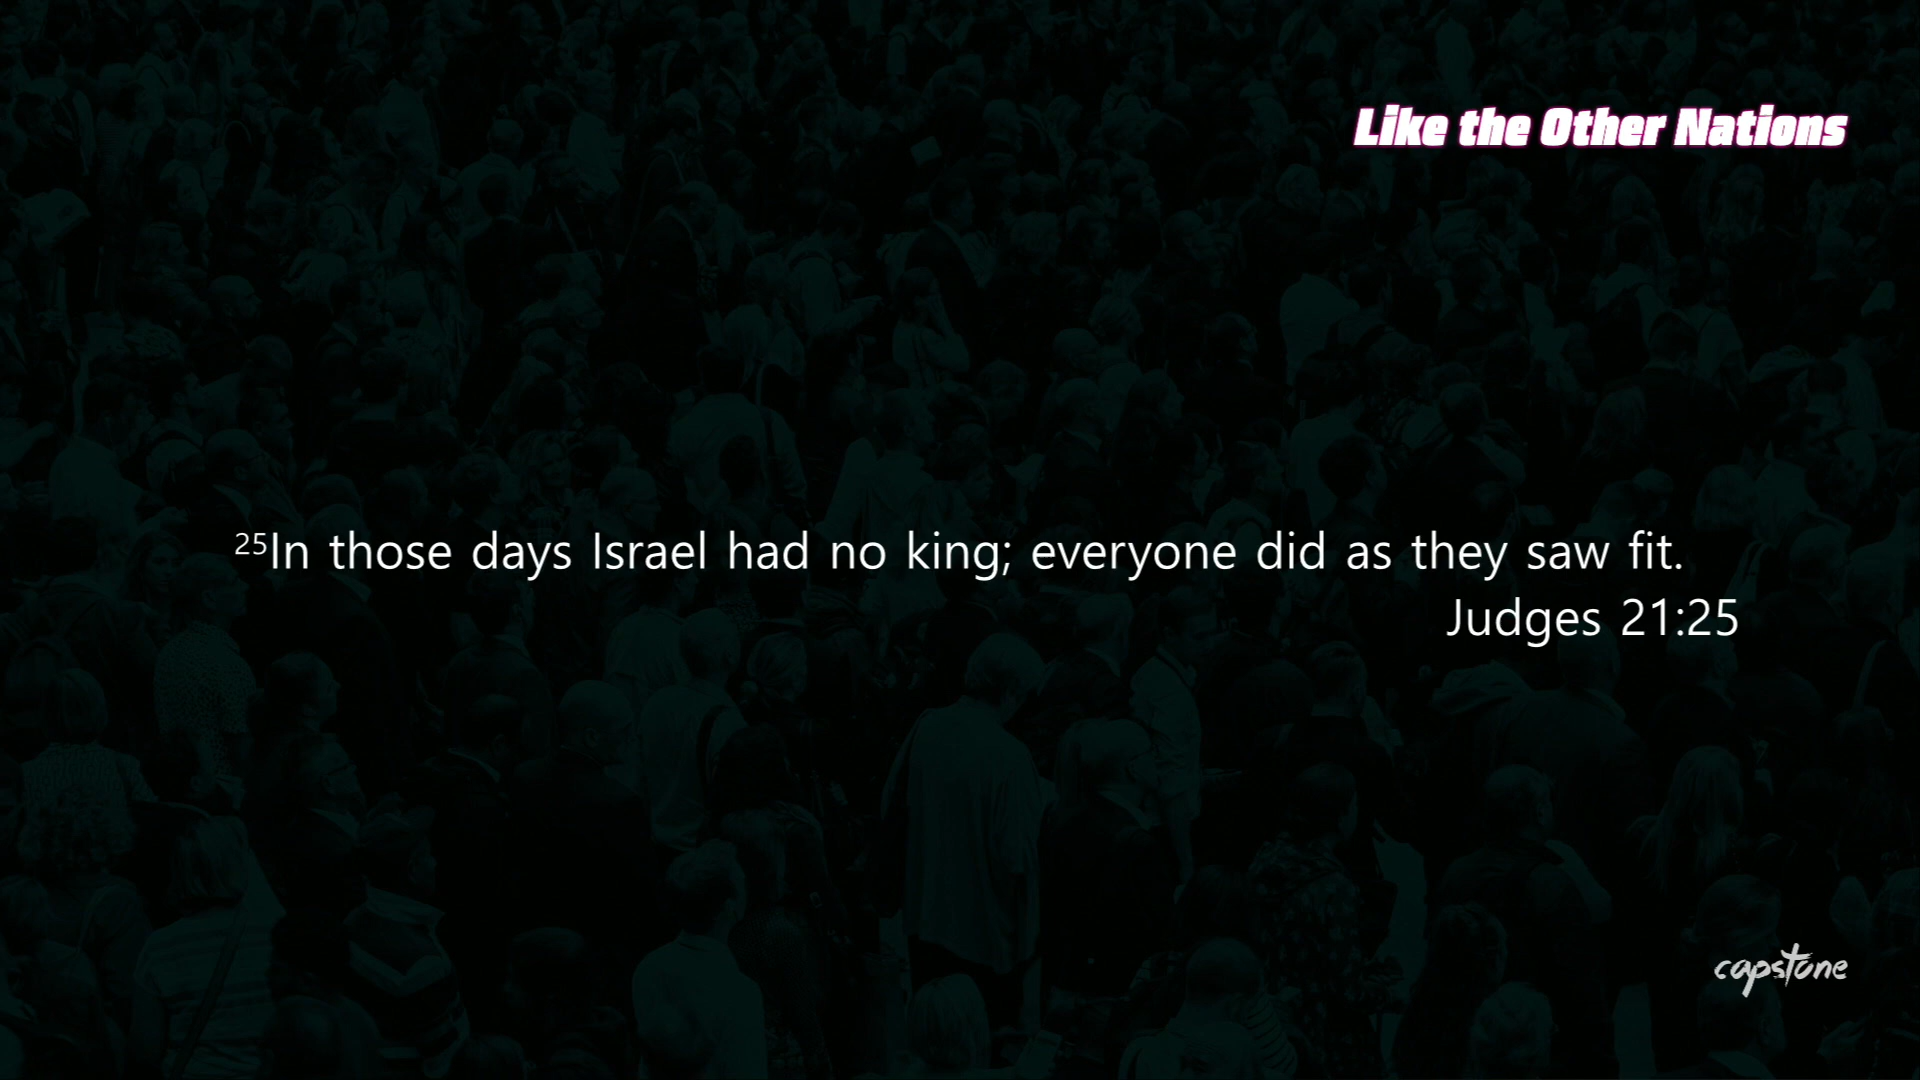 Like the Other Nations
25In those days Israel had no king; everyone did as they saw fit.
Judges 21:25
capstone